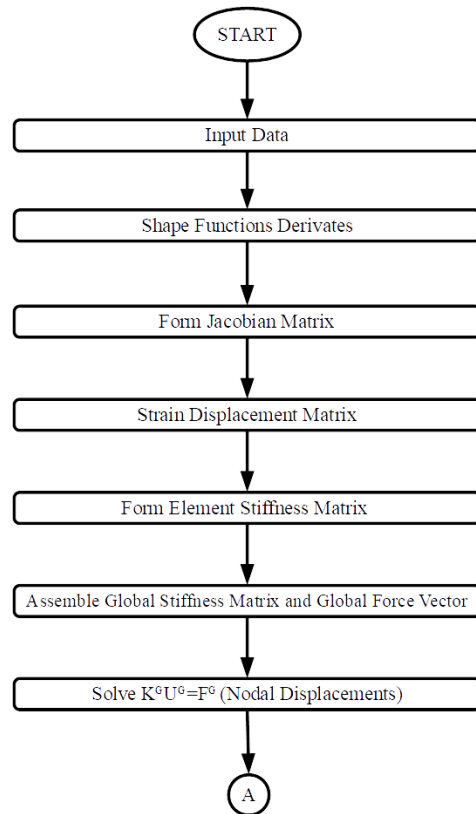 START
Input Data
Shape Functions Derivates
Form Jacobian Matrix
Strain Displacement Matrix
Form Element Stiffness Matrix
Assemble Global Stiffness Matrix and Global Force Vector
Solve KᴳUᴳ=Fᴳ (Nodal Displacements)
A